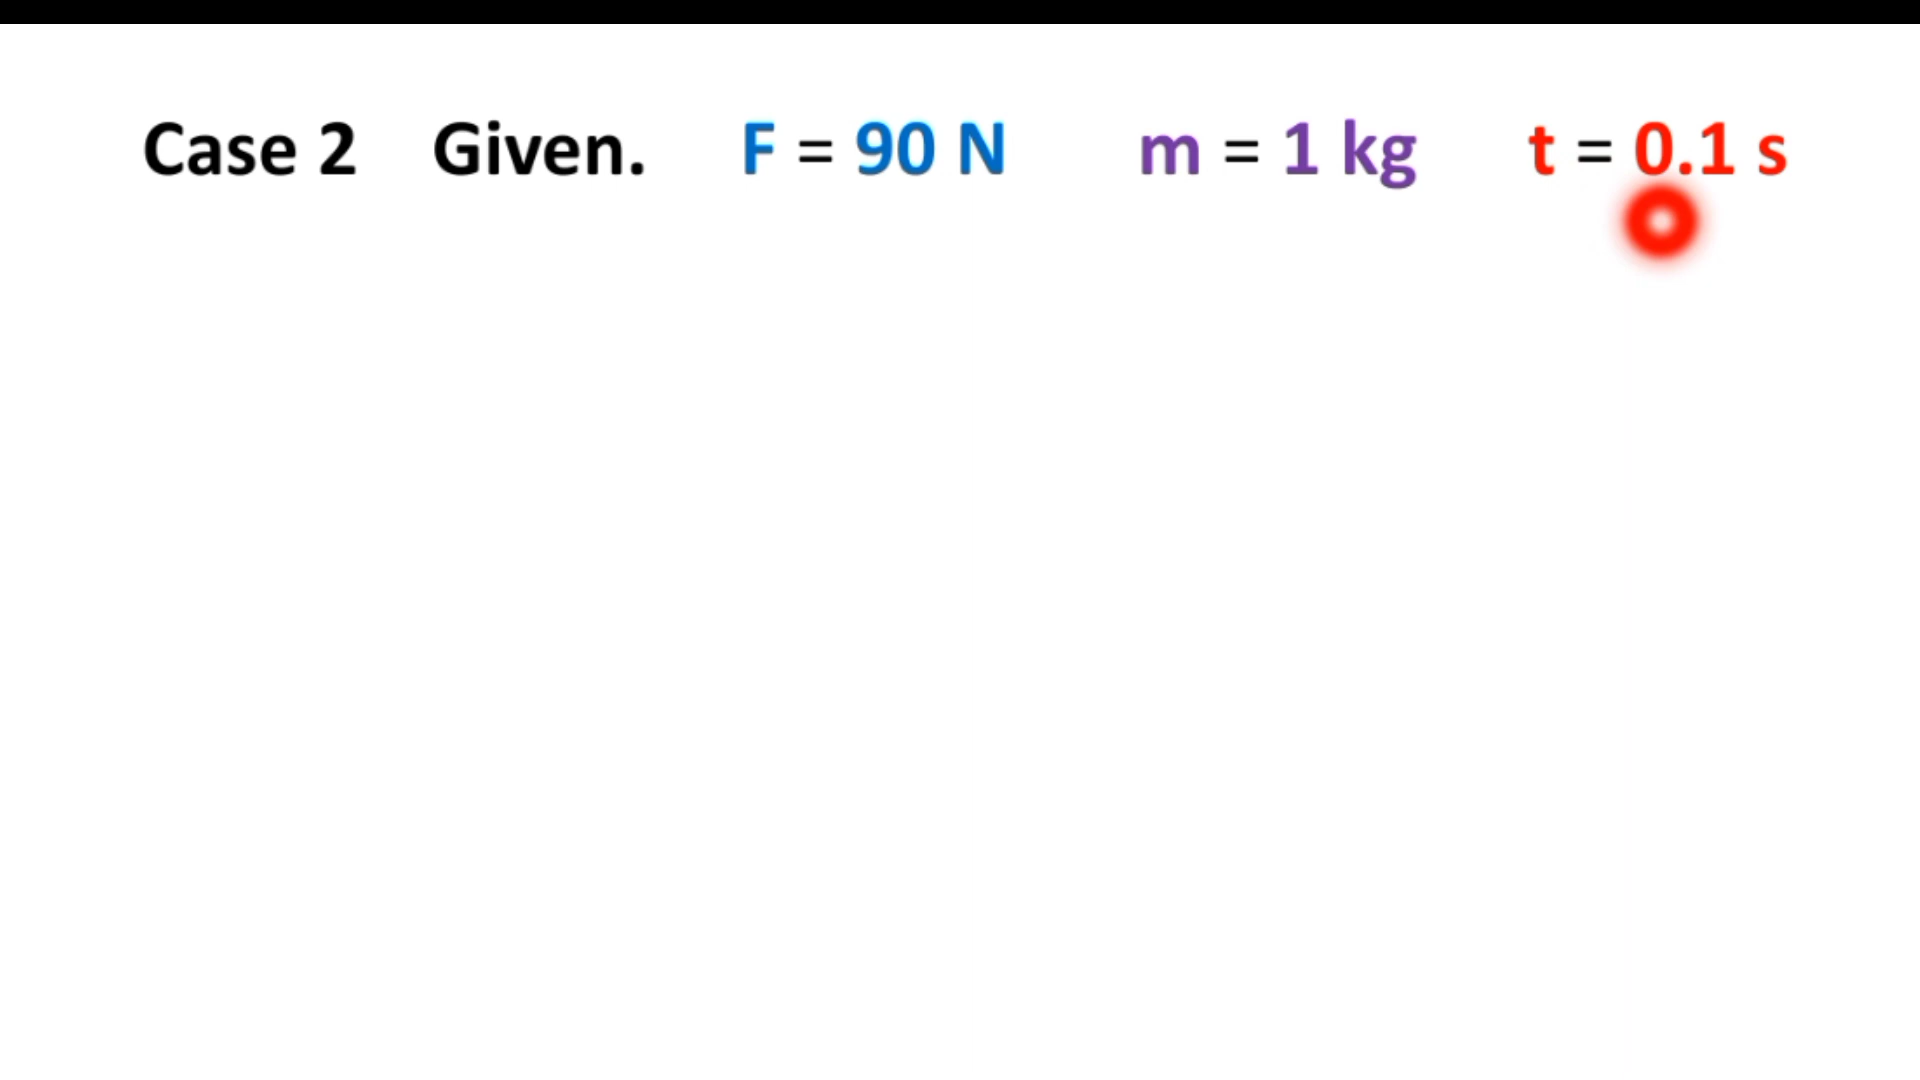 Case 2 Given. F = 90 N m = 1 kg t = 0.1 s